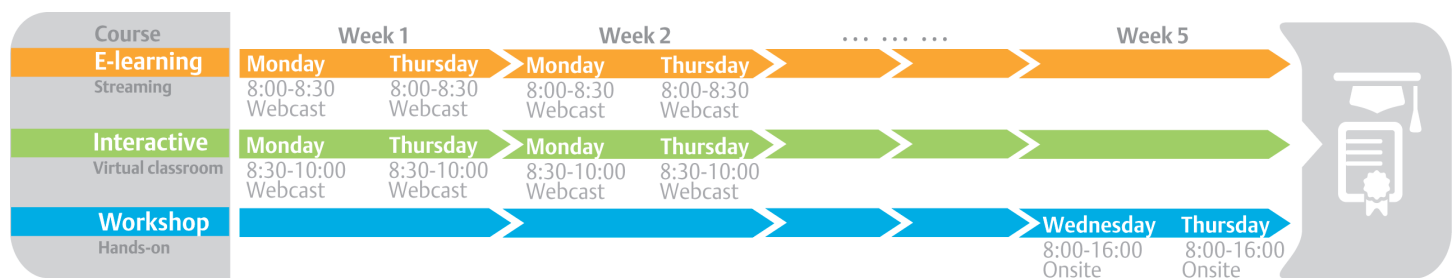 Course Week 1 Week 2 ... ... ... Week 5
E-learning Monday Thursday Monday Thursday
Streaming 8:00-8:30 8:00-8:30 8:00-8:30 8:00-8:30
Webcast Webcast Webcast Webcast
Interactive Monday Thursday Monday Thursday
Virtual classroom 8:30-10:00 8:30-10:00 8:30-10:00 8:30-10:00
Webcast Webcast Webcast Webcast
Workshop Wednesday Thursday
Hands-on 8:00-16:00 8:00-16:00
Onsite Onsite